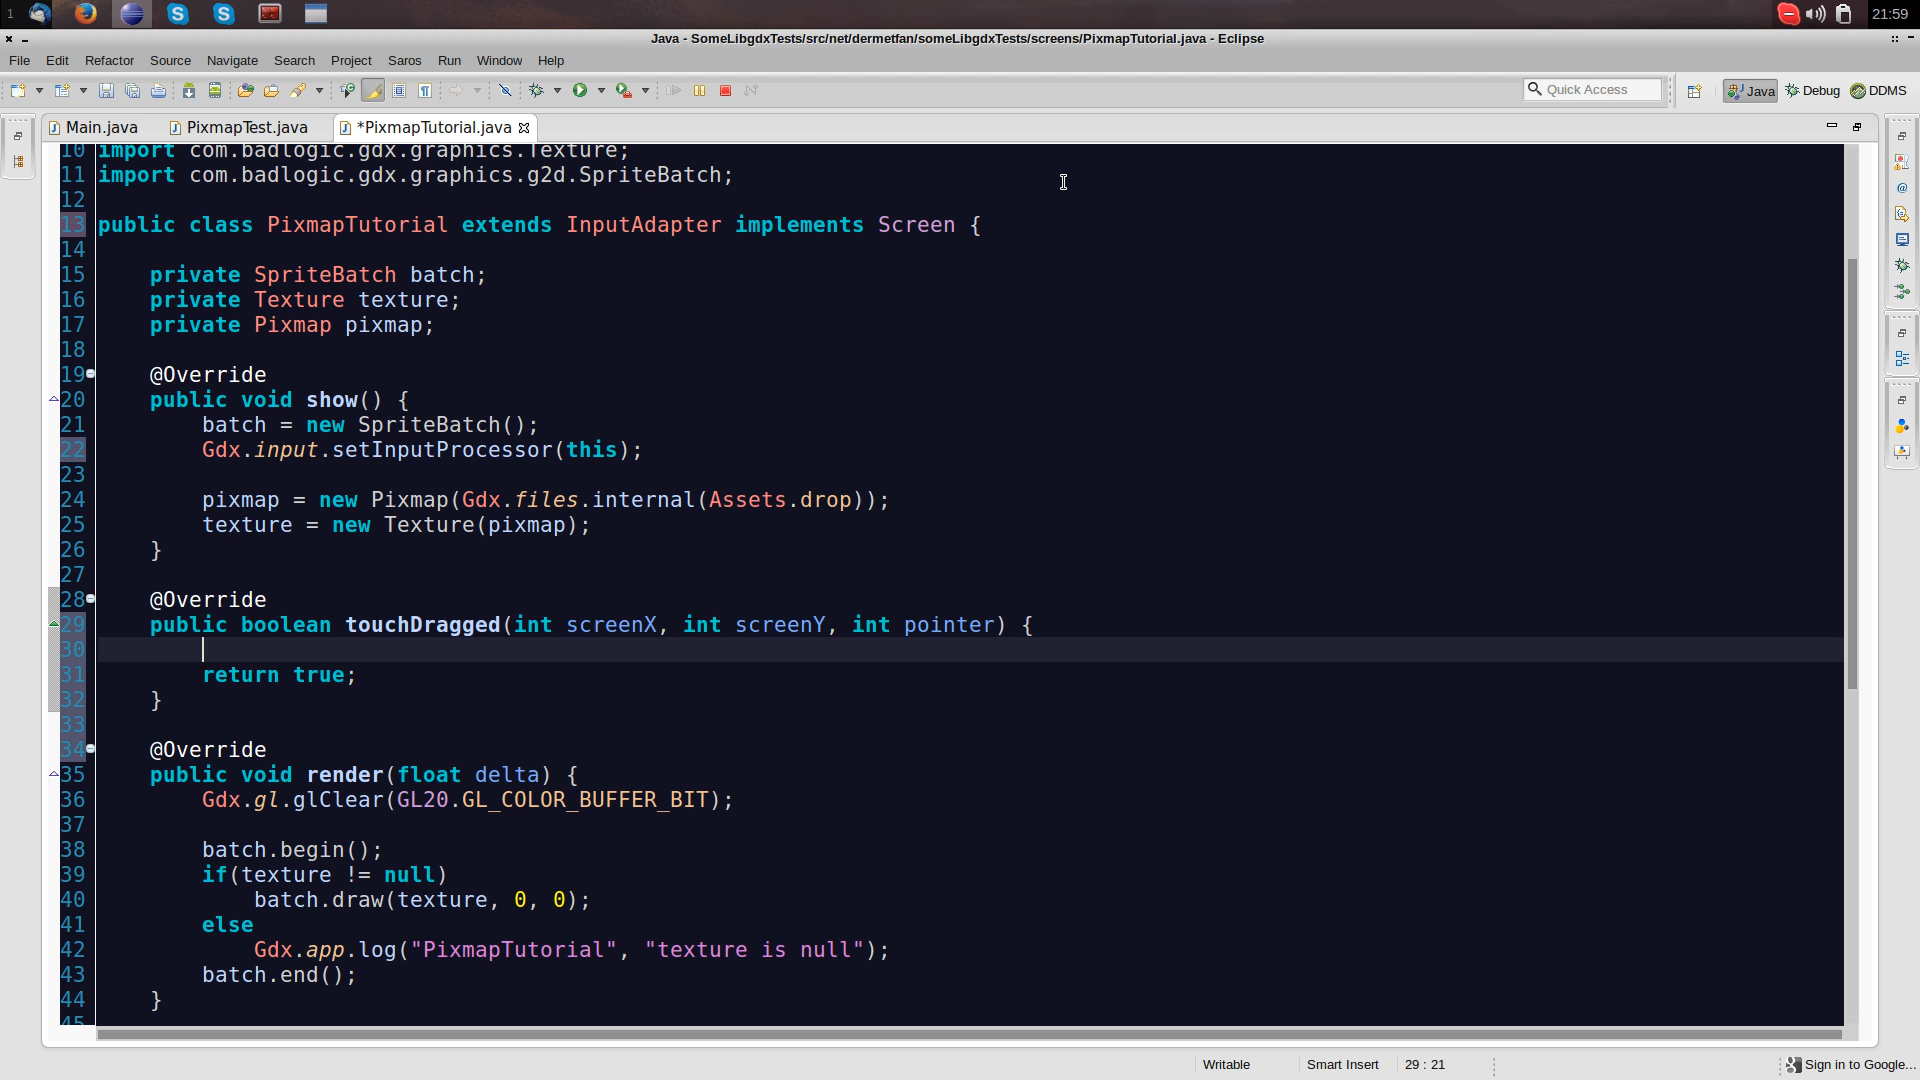 1
21:59
Java - SomeLibgdxTests/src/net/dermetfan/someLibgdxTests/screens/PixmapTutorial.java - Eclipse
File Edit Refactor Source Navigate Search Project Saros Run Window Help
Quick Access
Java Debug DDMS
Main.java PixmapTest.java *PixmapTutorial.java
10 import com.badlogic.gdx.graphics.Texture;
11 import com.badlogic.gdx.graphics.g2d.SpriteBatch;
12
13 public class PixmapTutorial extends InputAdapter implements Screen {
14
15 private SpriteBatch batch;
16 private Texture texture;
17 private Pixmap pixmap;
18
19 @Override
20 public void show() {
21 batch = new SpriteBatch();
22 Gdx.input.setInputProcessor(this);
23
24 pixmap = new Pixmap(Gdx.files.internal(Assets.drop));
25 texture = new Texture(pixmap);
26 }
27
28 @Override
29 public boolean touchDragged(int screenX, int screenY, int pointer) {
30
31 return true;
32 }
33
34 @Override
35 public void render(float delta) {
36 Gdx.gl.glClear(GL20.GL_COLOR_BUFFER_BIT);
37
38 batch.begin();
39 if(texture != null)
40 batch.draw(texture, 0, 0);
41 else
42 Gdx.app.log("PixmapTutorial", "texture is null");
43 batch.end();
44 }
45
Writable Smart Insert 29 : 21 Sign in to Google...